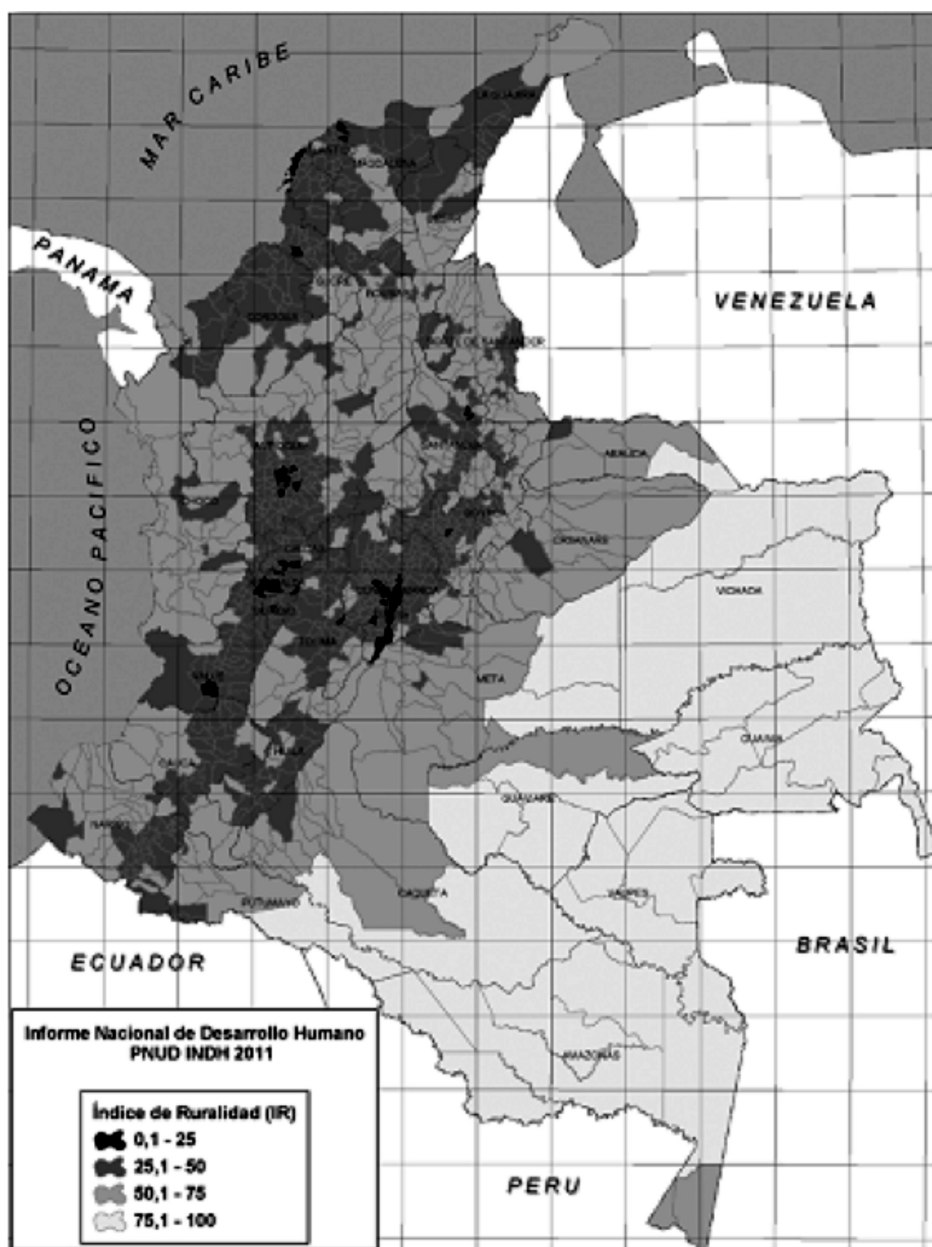 MAR CARIBE
LA GUAJIRA
MAGDALENA
PANAMA
VENEZUELA
SUCRE
CORDOBA
NORTE DE SANTANDER
OCEANO PACIFICO
ANTIOQUIA
SANTANDER
ARAUCA
CHOCO
CASANARE
CALDAS
VICHADA
TOLIMA
VALLE
META
CAUCA
HUILA
GUAINIA
NARIÑO
PUTUMAYO
CAQUETA
VAUPES
ECUADOR
BRASIL
AMAZONAS
PERU
Informe Nacional de Desarrollo Humano
PNUD INDH 2011
Índice de Ruralidad (IR)
0,1 - 25
25,1 - 50
50,1 - 75
75,1 - 100